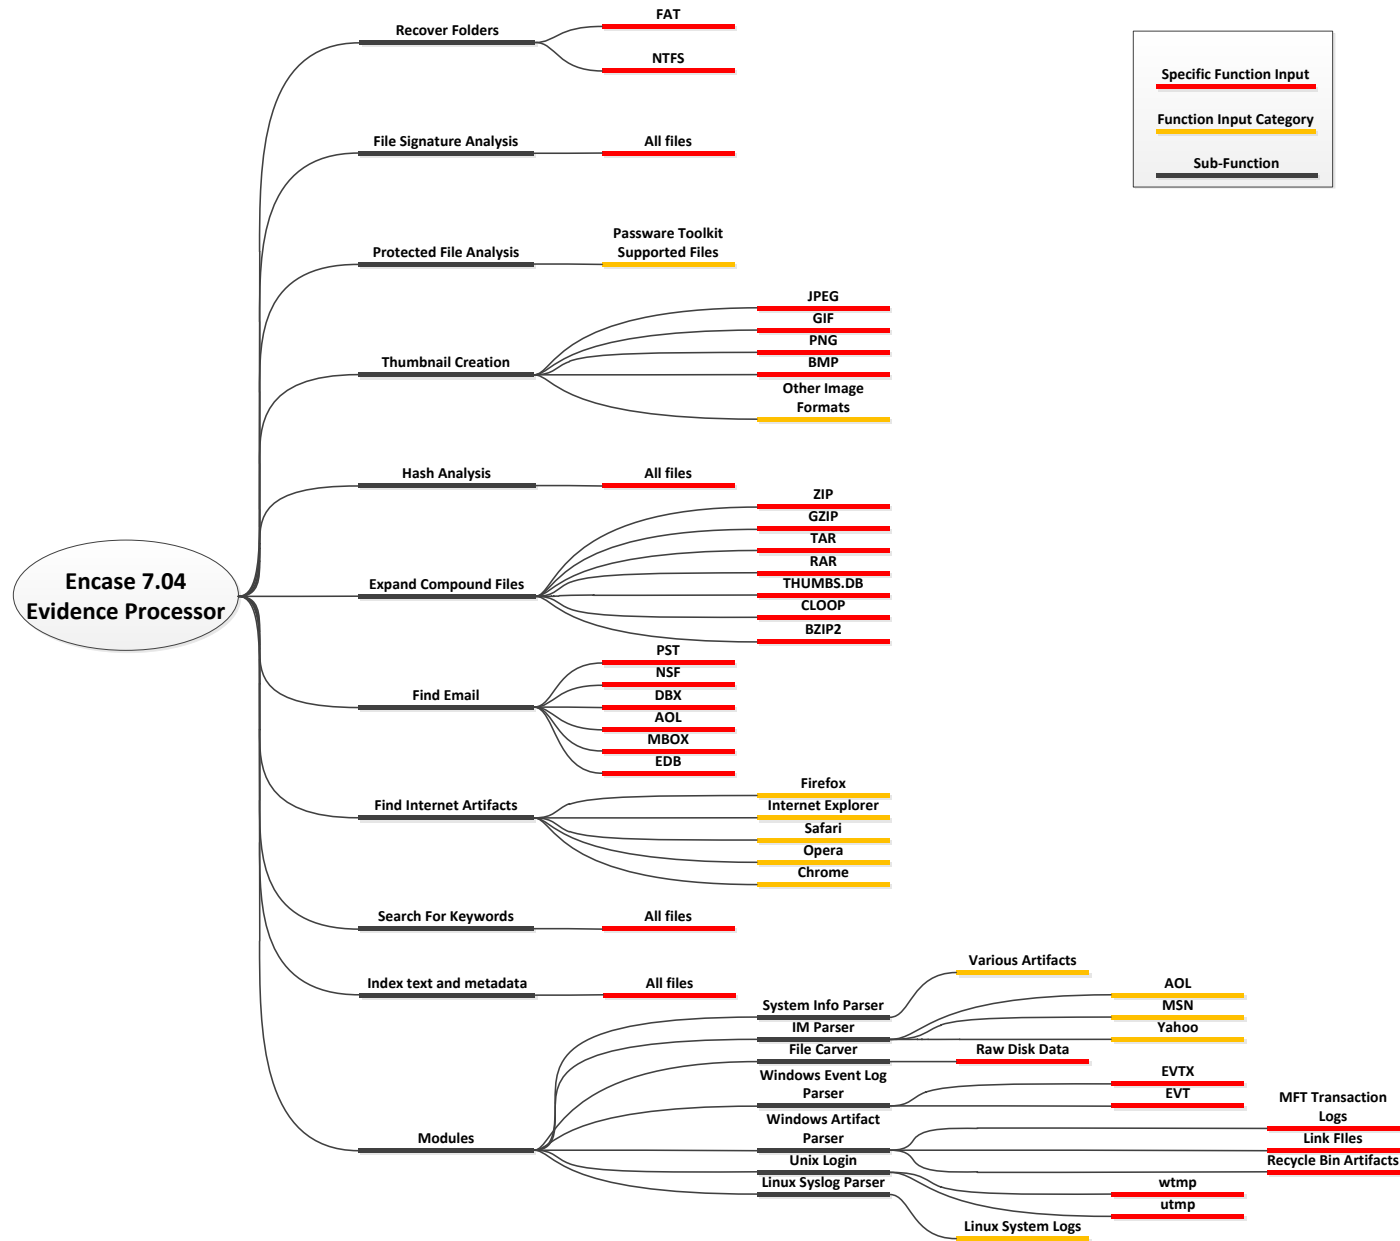 Recover Folders
FAT
NTFS
Specific Function Input
Function Input Category
Sub-Function
File Signature Analysis
All files
Protected File Analysis
Passware Toolkit
Supported Files
Thumbnail Creation
JPEG
GIF
PNG
BMP
Other Image
Formats
Hash Analysis
All files
Encase 7.04
Evidence Processor
Expand Compound Files
ZIP
GZIP
TAR
RAR
THUMBS.DB
CLOOP
BZIP2
Find Email
PST
NSF
DBX
AOL
MBOX
EDB
Find Internet Artifacts
Firefox
Internet Explorer
Safari
Opera
Chrome
Search For Keywords
All files
Index text and metadata
All files
Modules
System Info Parser
Various Artifacts
IM Parser
AOL
MSN
Yahoo
File Carver
Raw Disk Data
Windows Event Log
Parser
EVTX
EVT
Windows Artifact
Parser
MFT Transaction
Logs
Link FIles
Recycle Bin Artifacts
Unix Login
wtmp
utmp
Linux Syslog Parser
Linux System Logs